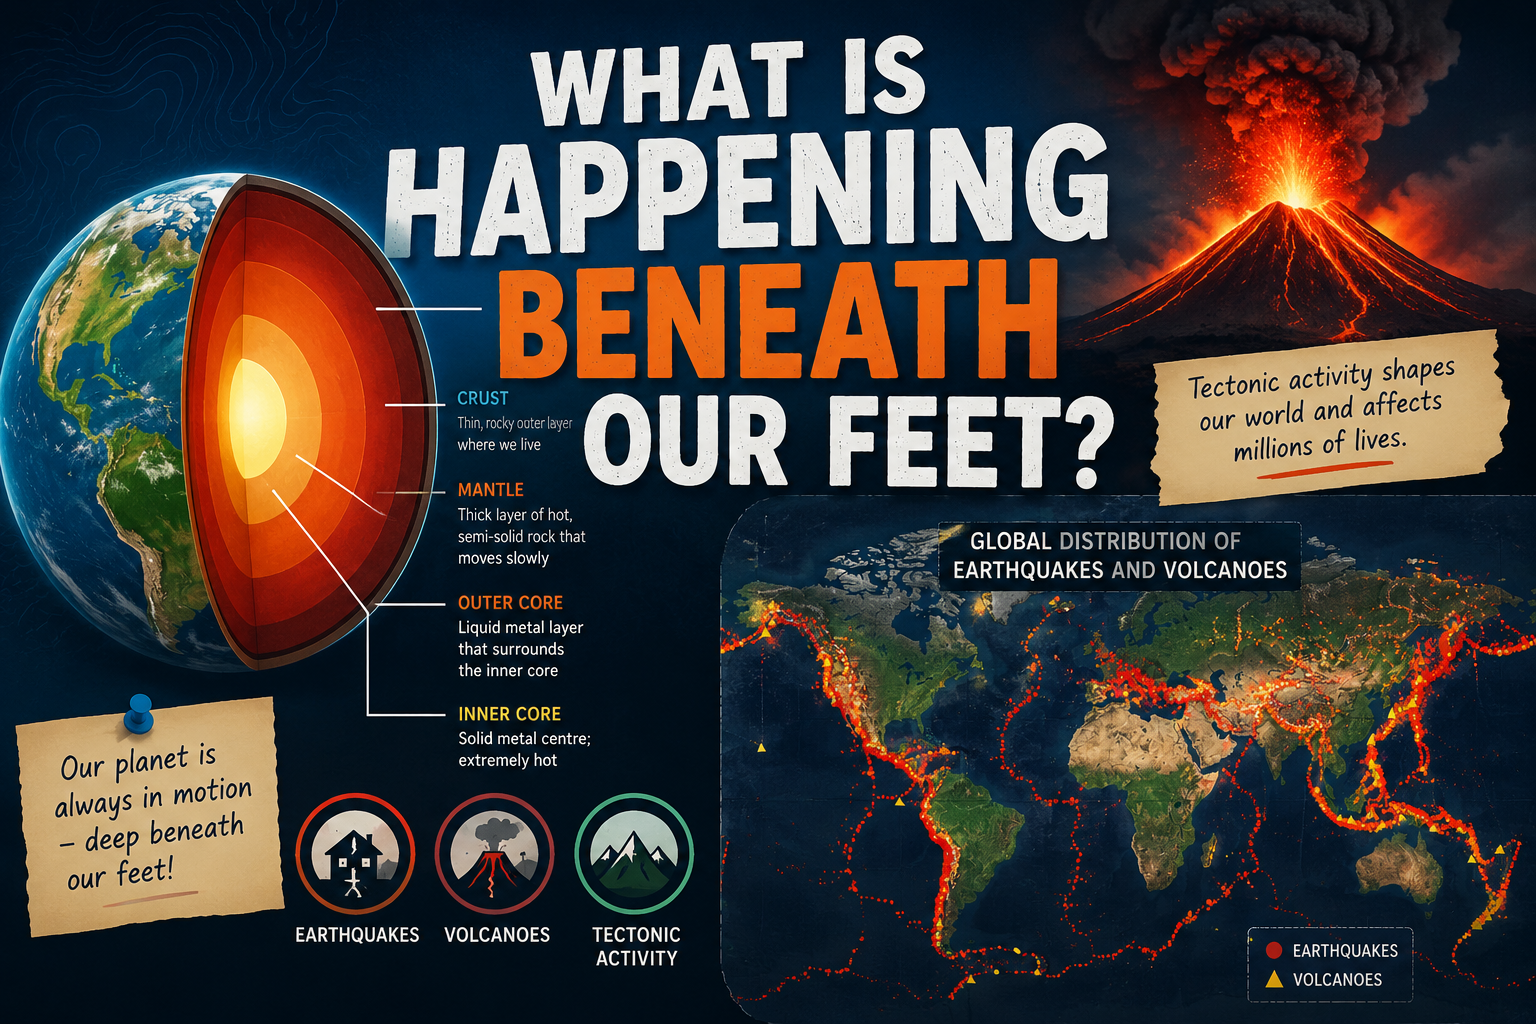 WHAT IS
HAPPENING
BENEATH
OUR FEET?
CRUST
Thin, rocky outer layer
where we live
MANTLE
Thick layer of hot,
semi-solid rock that
moves slowly
OUTER CORE
Liquid metal layer
that surrounds
the inner core
INNER CORE
Solid metal centre;
extremely hot
Tectonic activity shapes
our world and affects
millions of lives.
Our planet is
always in motion
– deep beneath
our feet!
EARTHQUAKES
VOLCANOES
TECTONIC
ACTIVITY
GLOBAL DISTRIBUTION OF
EARTHQUAKES AND VOLCANOES
EARTHQUAKES
VOLCANOES